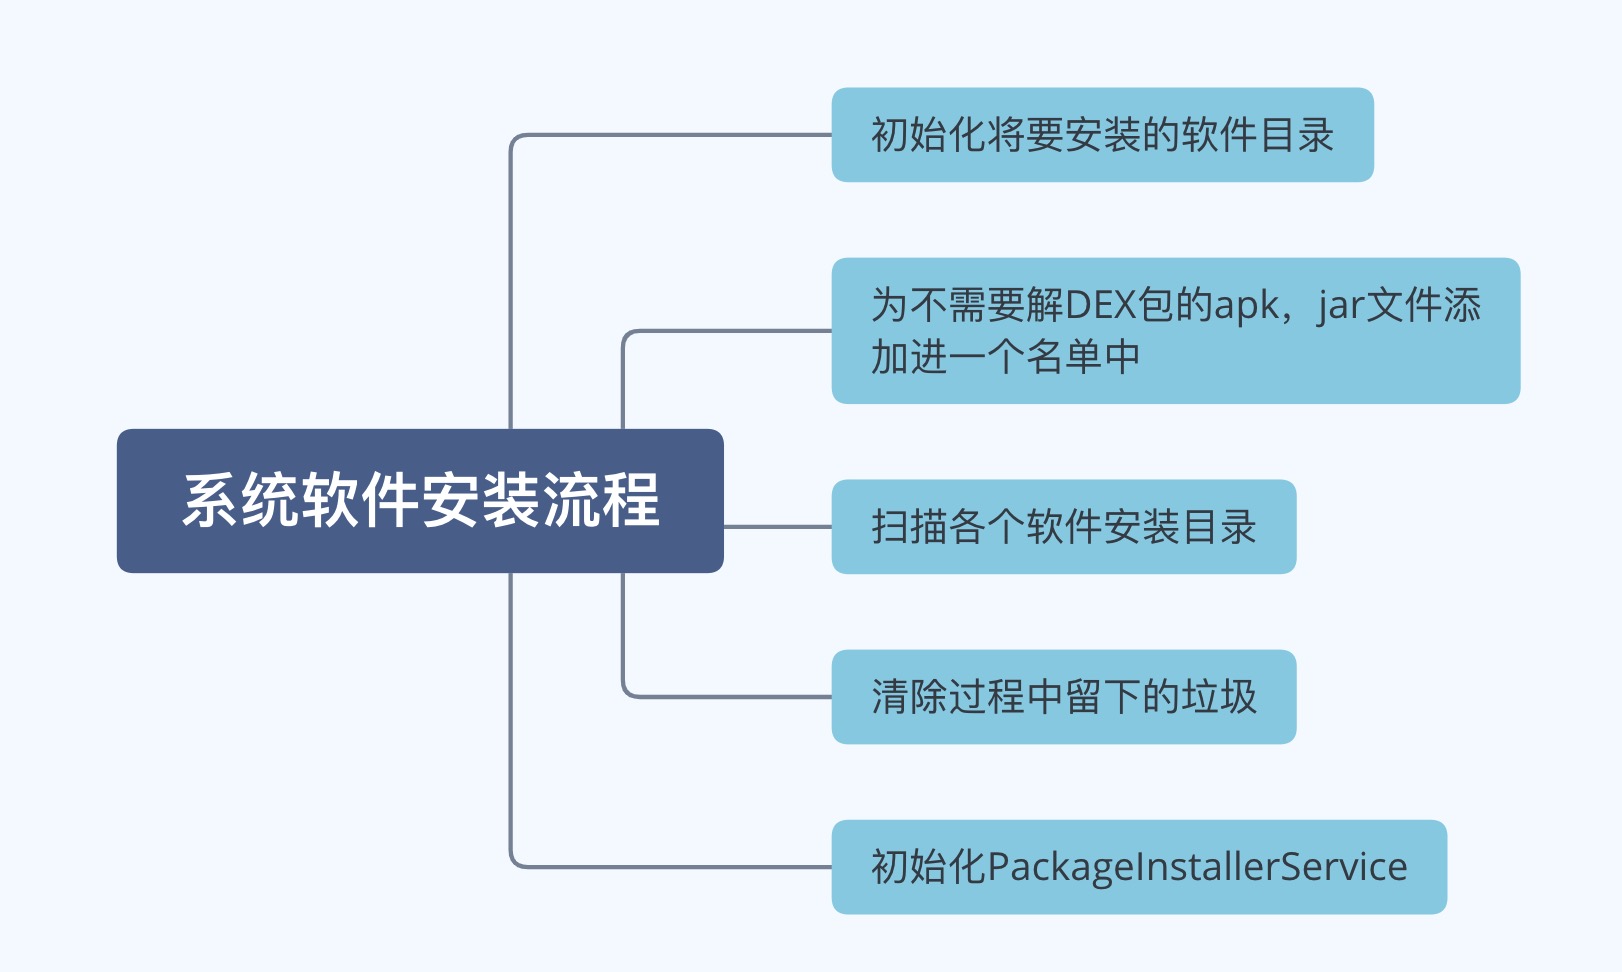 初始化将要安装的软件目录
为不需要解DEX包的apk，jar文件添
加进一个名单中
系统软件安装流程
扫描各个软件安装目录
清除过程中留下的垃圾
初始化PackageInstallerService